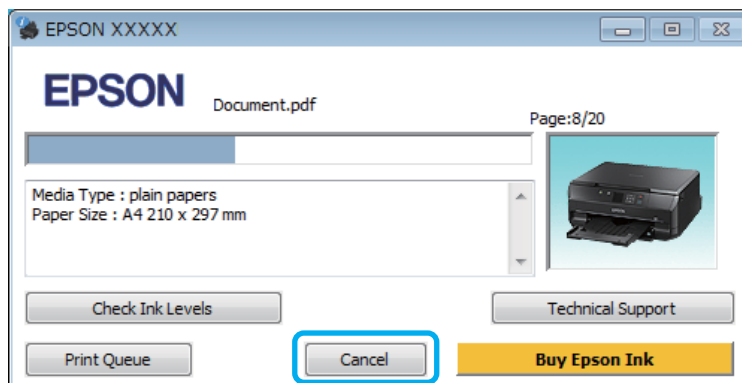 EPSON XXXXX
EPSON
Document.pdf
Page:8/20
Media Type : plain papers
Paper Size : A4 210 x 297 mm
Check Ink Levels
Technical Support
Print Queue
Cancel
Buy Epson Ink